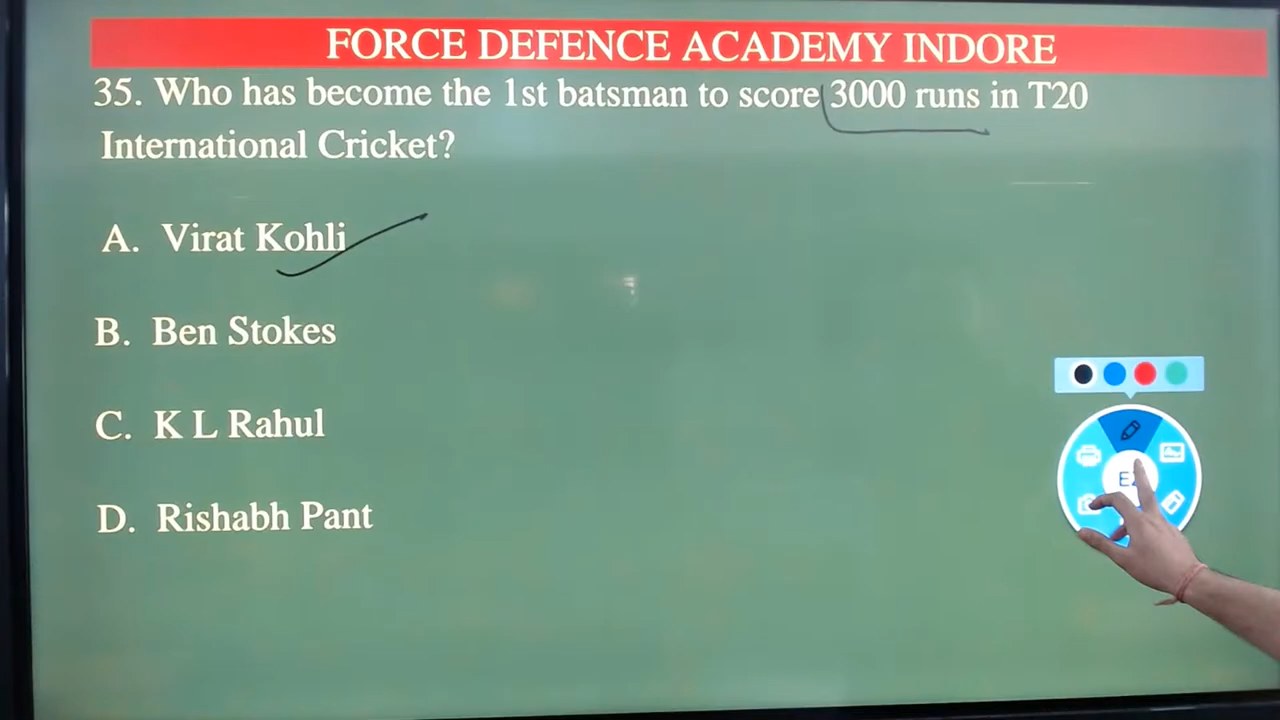 FORCE DEFENCE ACADEMY INDORE
35. Who has become the 1st batsman to score 3000 runs in T20
International Cricket?
A. Virat Kohli
B. Ben Stokes
C. K L Rahul
D. Rishabh Pant